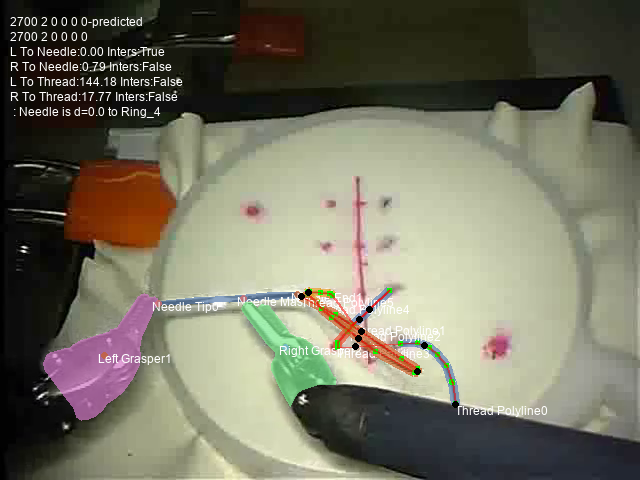 2700 2 0 0 0 0-predicted
2700 2 0 0 0 0
L To Needle:0.00 Inters:True
R To Needle:0.79 Inters:False
L To Thread:144.18 Inters:False
R To Thread:17.77 Inters:False
: Needle is d=0.0 to Ring_4
Needle Tip0
Needle
Polyline4
Polyline1
Right
Left Grasper1
Thread Polyline0